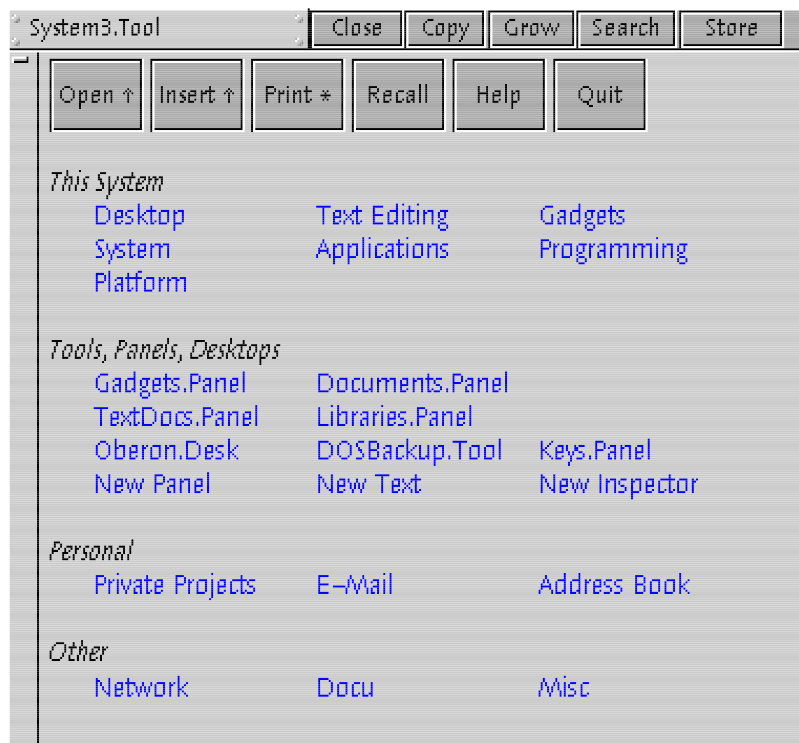 System3.Tool Close Copy Grow Search Store
Open ↑ Insert ↑ Print * Recall Help Quit
This System
Desktop Text Editing Gadgets
System Applications Programming
Platform
Tools, Panels, Desktops
Gadgets.Panel Documents.Panel
TextDocs.Panel Libraries.Panel
Oberon.Desk DOSBackup.Tool Keys.Panel
New Panel New Text New Inspector
Personal
Private Projects E-Mail Address Book
Other
Network Docu Misc